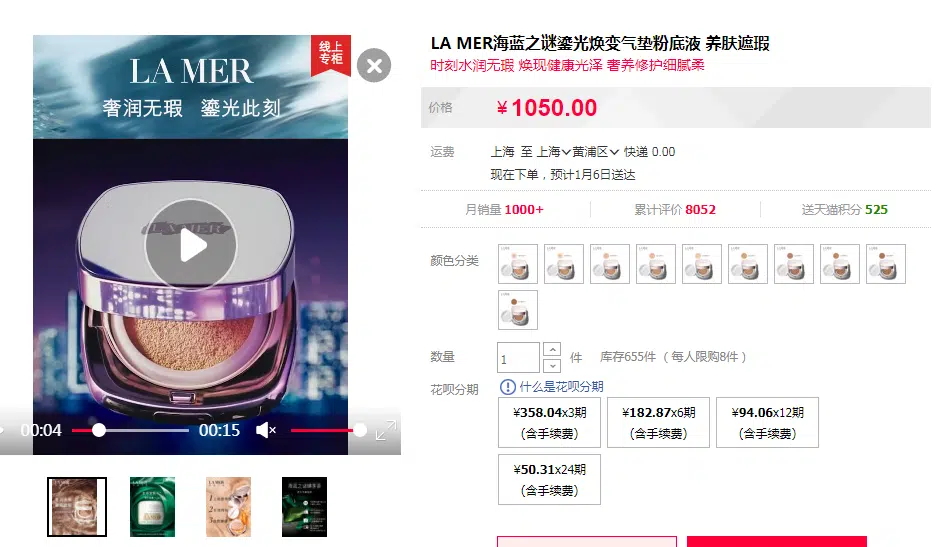 线上
专柜
LA MER
奢润无瑕 鎏光此刻
LA MER
00:04
00:15
LA MER海蓝之谜鎏光焕变气垫粉底液 养肤遮瑕
时刻水润无瑕 焕现健康光泽 奢养修护细腻柔
价格
¥1050.00
运费
上海 至 上海 黄浦区 快递 0.00
现在下单，预计1月6日送达
月销量 1000+
累计评价 8052
送天猫积分 525
颜色分类
数量
1
件
库存655件（每人限购8件）
花呗分期
什么是花呗分期
¥358.04x3期
(含手续费)
¥182.87x6期
(含手续费)
¥94.06x12期
(含手续费)
¥50.31x24期
(含手续费)
LA MER
LA MER